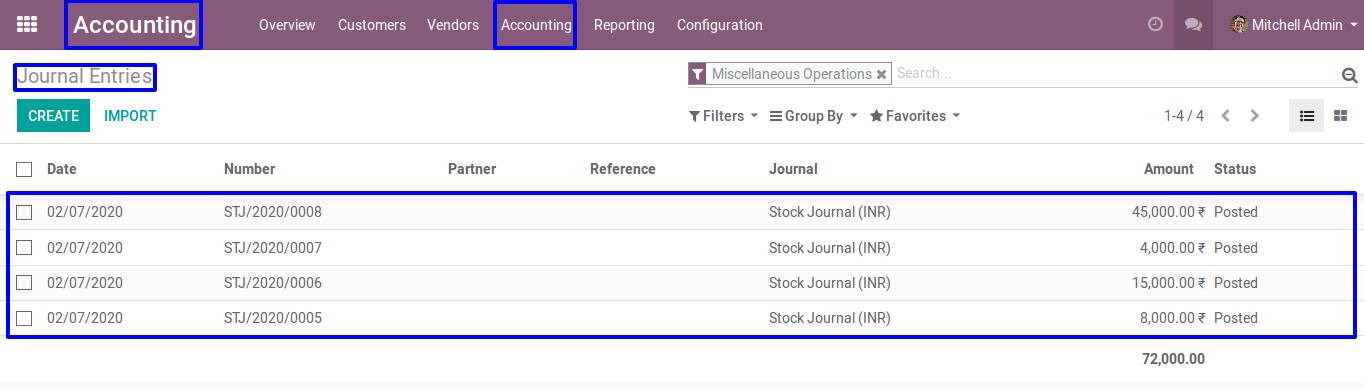 Accounting Overview Customers Vendors Accounting Reporting Configuration Mitchell Admin
Journal Entries Miscellaneous Operations Search...
CREATE IMPORT Filters Group By Favorites 1-4 / 4
Date Number Partner Reference Journal Amount Status
02/07/2020 STJ/2020/0008 Stock Journal (INR) 45,000.00 ₹ Posted
02/07/2020 STJ/2020/0007 Stock Journal (INR) 4,000.00 ₹ Posted
02/07/2020 STJ/2020/0006 Stock Journal (INR) 15,000.00 ₹ Posted
02/07/2020 STJ/2020/0005 Stock Journal (INR) 8,000.00 ₹ Posted
72,000.00